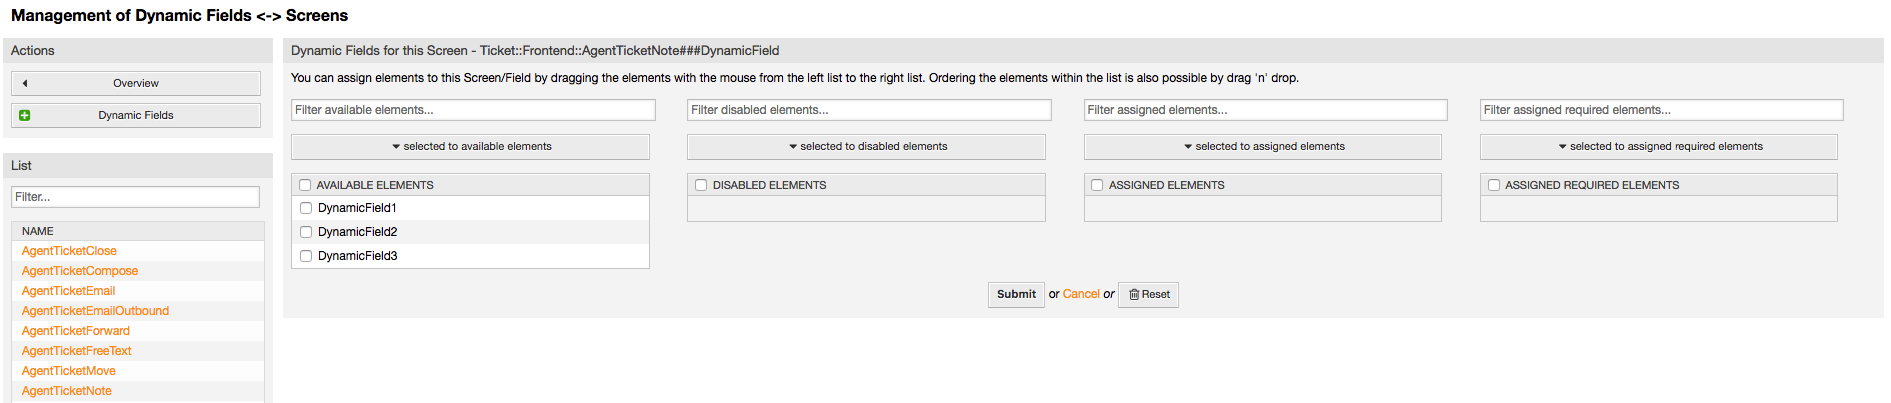 Management of Dynamic Fields <-> Screens
Actions
Overview
Dynamic Fields
List
Filter...
NAME
AgentTicketClose
AgentTicketCompose
AgentTicketEmail
AgentTicketEmailOutbound
AgentTicketForward
AgentTicketFreeText
AgentTicketMove
AgentTicketNote
Dynamic Fields for this Screen - Ticket::Frontend::AgentTicketNote###DynamicField
You can assign elements to this Screen/Field by dragging the elements with the mouse from the left list to the right list. Ordering the elements within the list is also possible by drag 'n' drop.
Filter available elements...
selected to available elements
AVAILABLE ELEMENTS
DynamicField1
DynamicField2
DynamicField3
Filter disabled elements...
selected to disabled elements
DISABLED ELEMENTS
Filter assigned elements...
selected to assigned elements
ASSIGNED ELEMENTS
Filter assigned required elements...
selected to assigned required elements
ASSIGNED REQUIRED ELEMENTS
Submit or Cancel or Reset